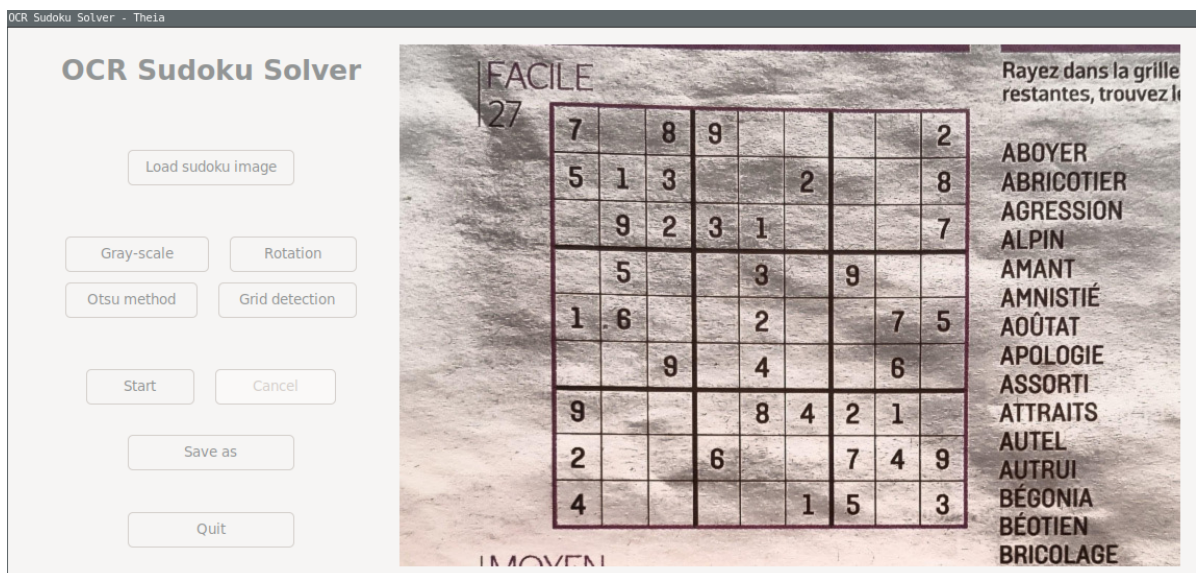 OCR Sudoku Solver - Theia
OCR Sudoku Solver
Load sudoku image
Gray-scale Rotation
Otsu method Grid detection
Start Cancel
Save as
Quit
FACILE
27
7 8 9 2
5 1 3 2 8
9 2 3 1 7
5 3 9
1 6 2 7 5
9 4 6
9 8 4 2 1
2 6 7 4 9
4 1 5 3
MOYEN
Rayez dans la grille
restantes, trouvez
ABOYER
ABRICOTIER
AGRESSION
ALPIN
AMANT
AMNISTIÉ
AOÛTAT
APOLOGIE
ASSORTI
ATTRAITS
AUTEL
AUTRUI
BÉGONIA
BÉOTIEN
BRICOLAGE